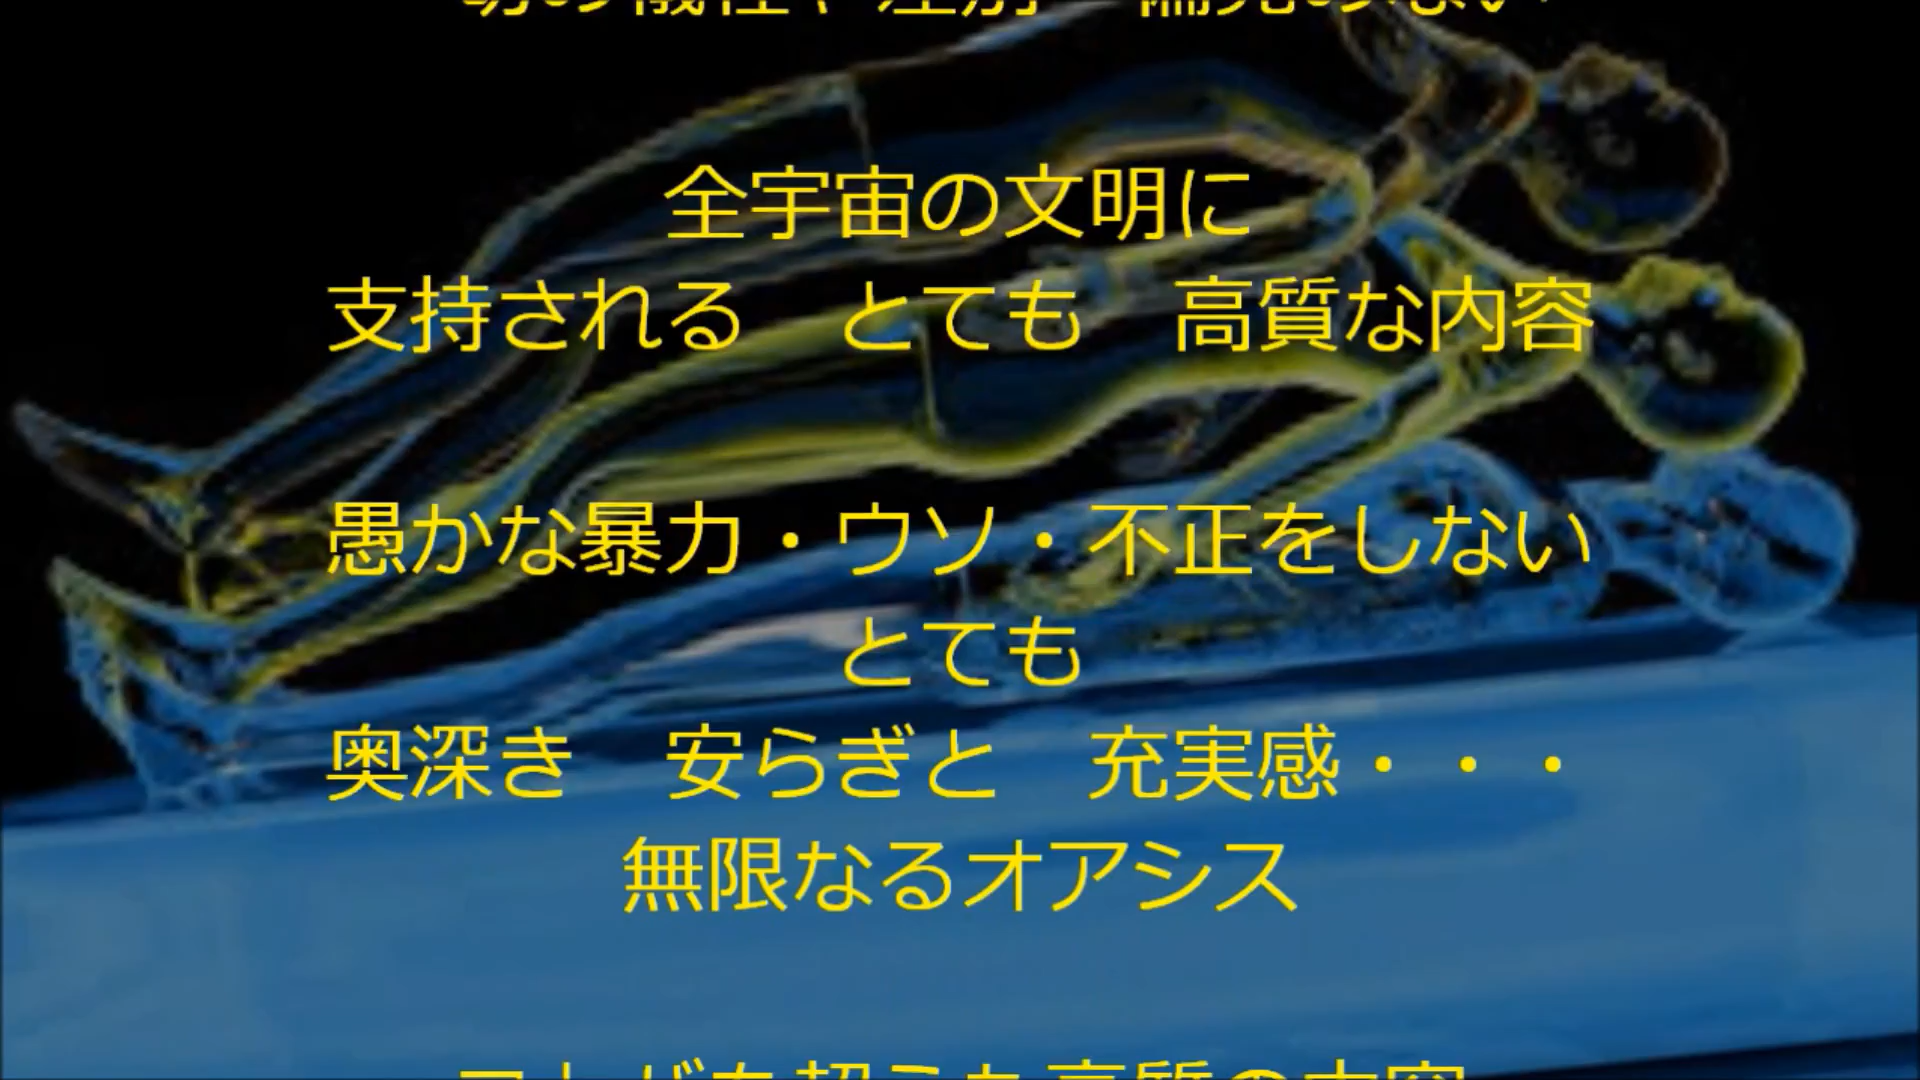 全宇宙の文明に
支持される　とても　高質な内容
愚かな暴力・ウソ・不正をしない
とても
奥深き　安らぎと　充実感・・・
無限なるオアシス